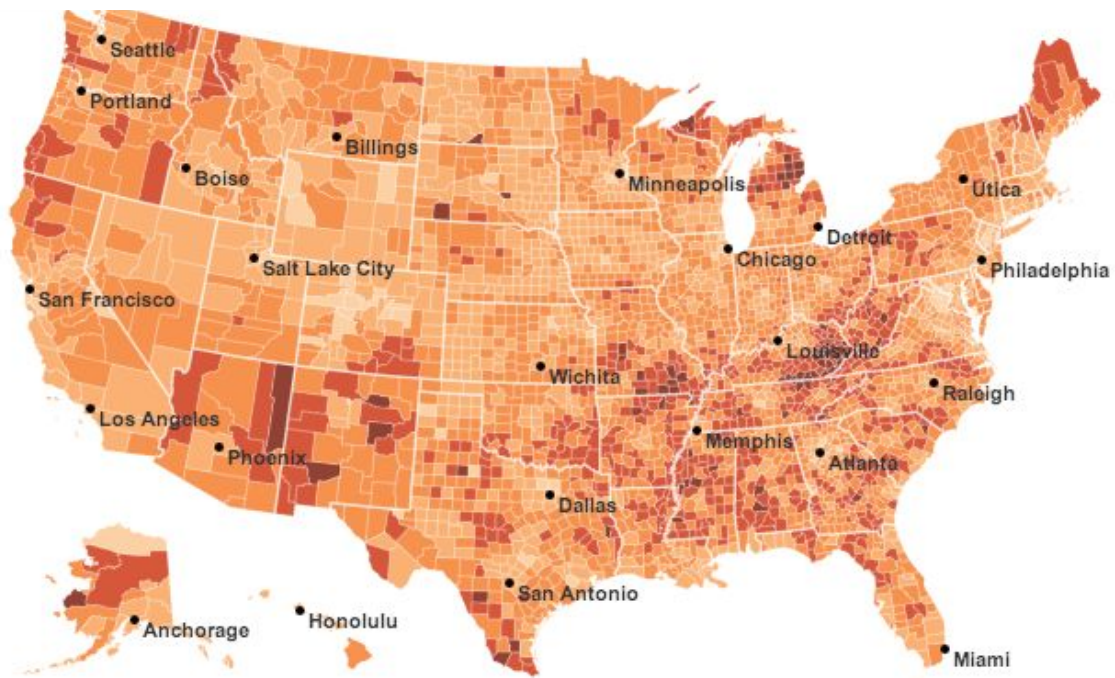 Seattle
Portland
Billings
Boise
Minneapolis
Utica
Detroit
Chicago
Salt Lake City
Philadelphia
San Francisco
Louisville
Wichita
Raleigh
Los Angeles
Memphis
Phoenix
Atlanta
Dallas
San Antonio
Honolulu
Anchorage
Miami